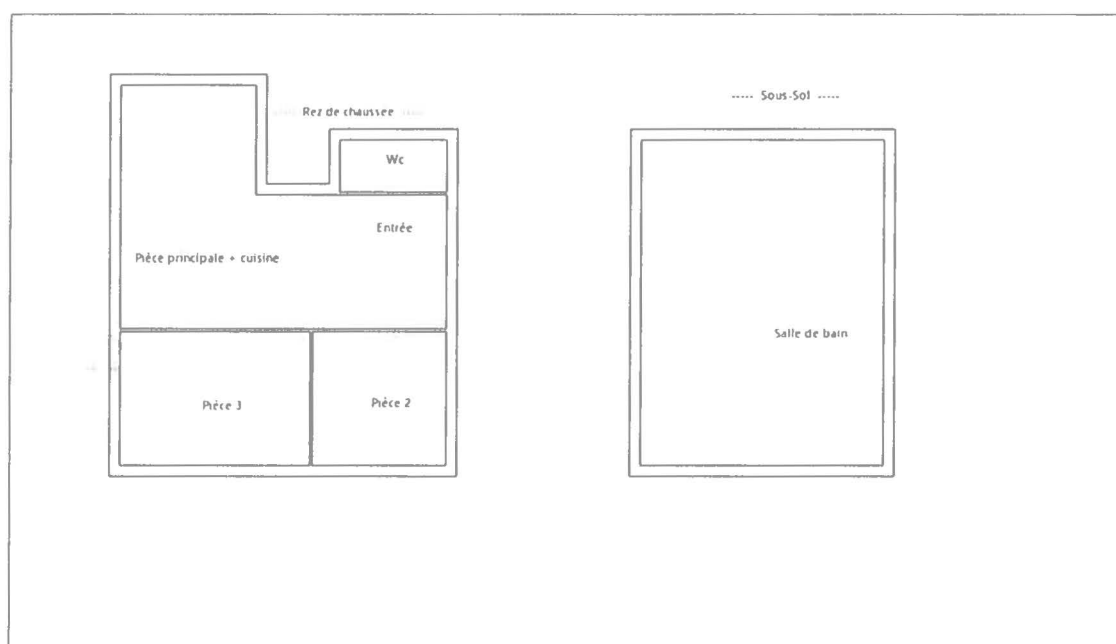 Rez de chaussee
----- Sous-Sol -----
Wc
Entrée
Pièce principale + cuisine
Salle de bain
Pièce 3
Pièce 2